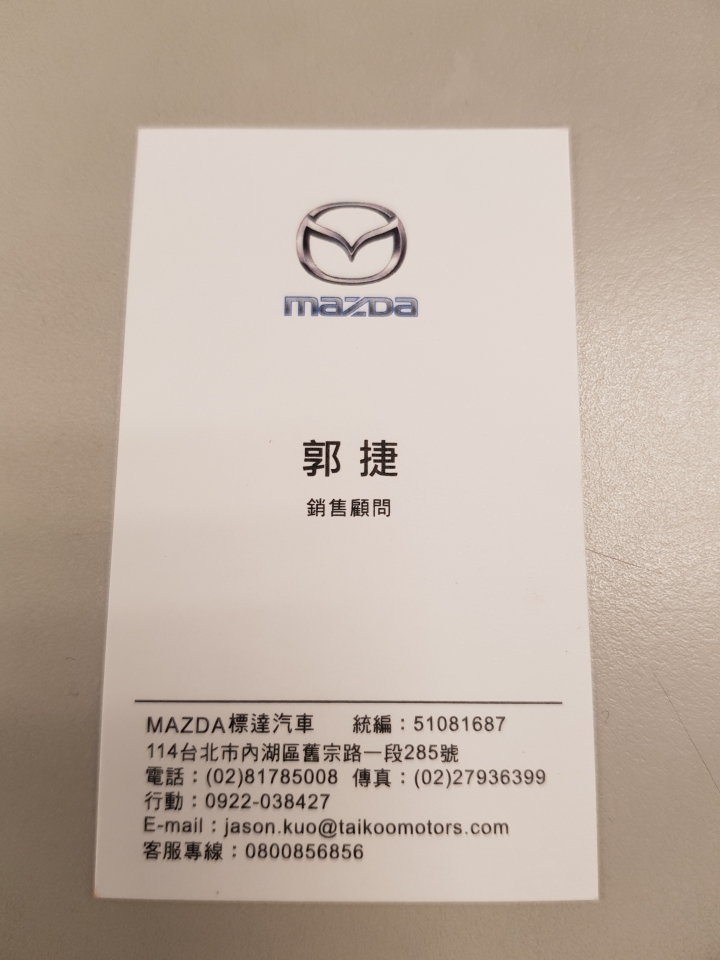 mazda
郭捷
銷售顧問
MAZDA標達汽車 統編：51081687
114台北市內湖區舊宗路一段285號
電話：(02)81785008 傳真：(02)27936399
行動：0922-038427
E-mail：jason.kuo@taikoomotors.com
客服專線：0800856856